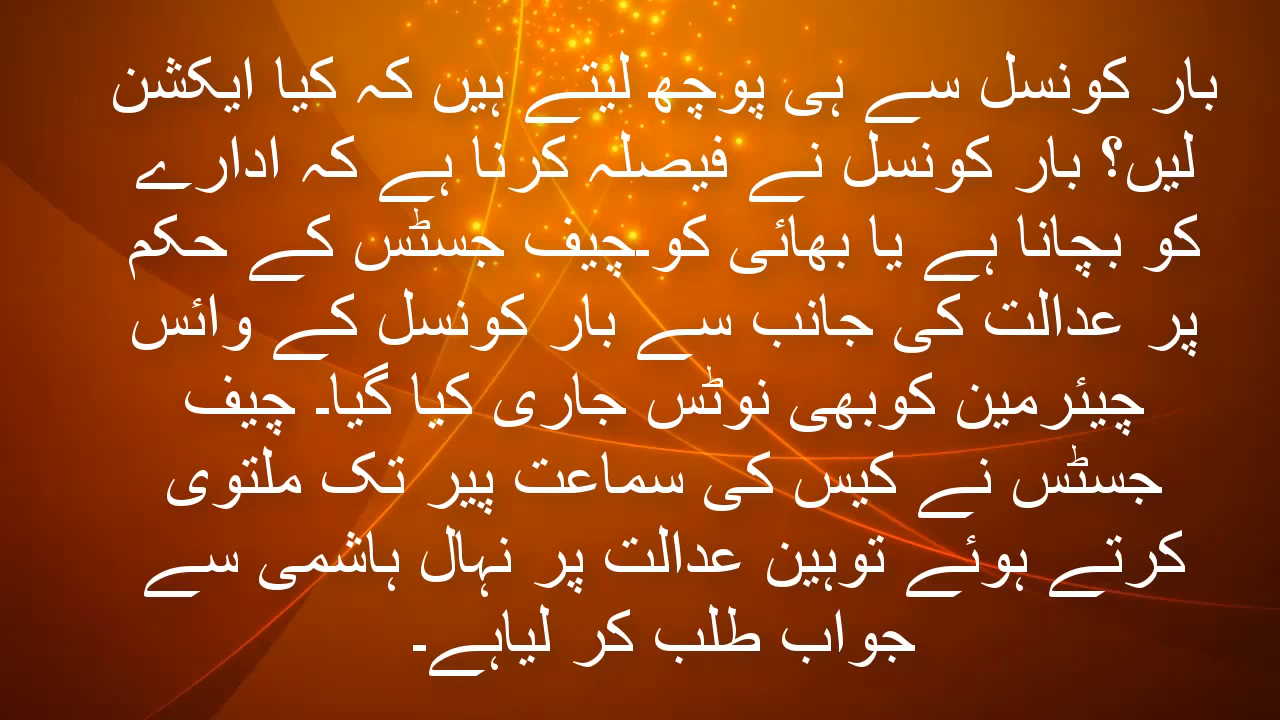 بار کونسل سے ہی پوچھ لیتے ہیں کہ کیا ایکشن
لیں؟ بار کونسل نے فیصلہ کرنا ہے کہ ادارے
کو بچانا ہے یا بھائی کو۔چیف جسٹس کے حکم
پر عدالت کی جانب سے بار کونسل کے وائس
چیئرمین کوبھی نوٹس جاری کیا گیا۔ چیف
جسٹس نے کیس کی سماعت پیر تک ملتوی
کرتے ہوئے توہین عدالت پر نہال ہاشمی سے
جواب طلب کر لیاہے۔